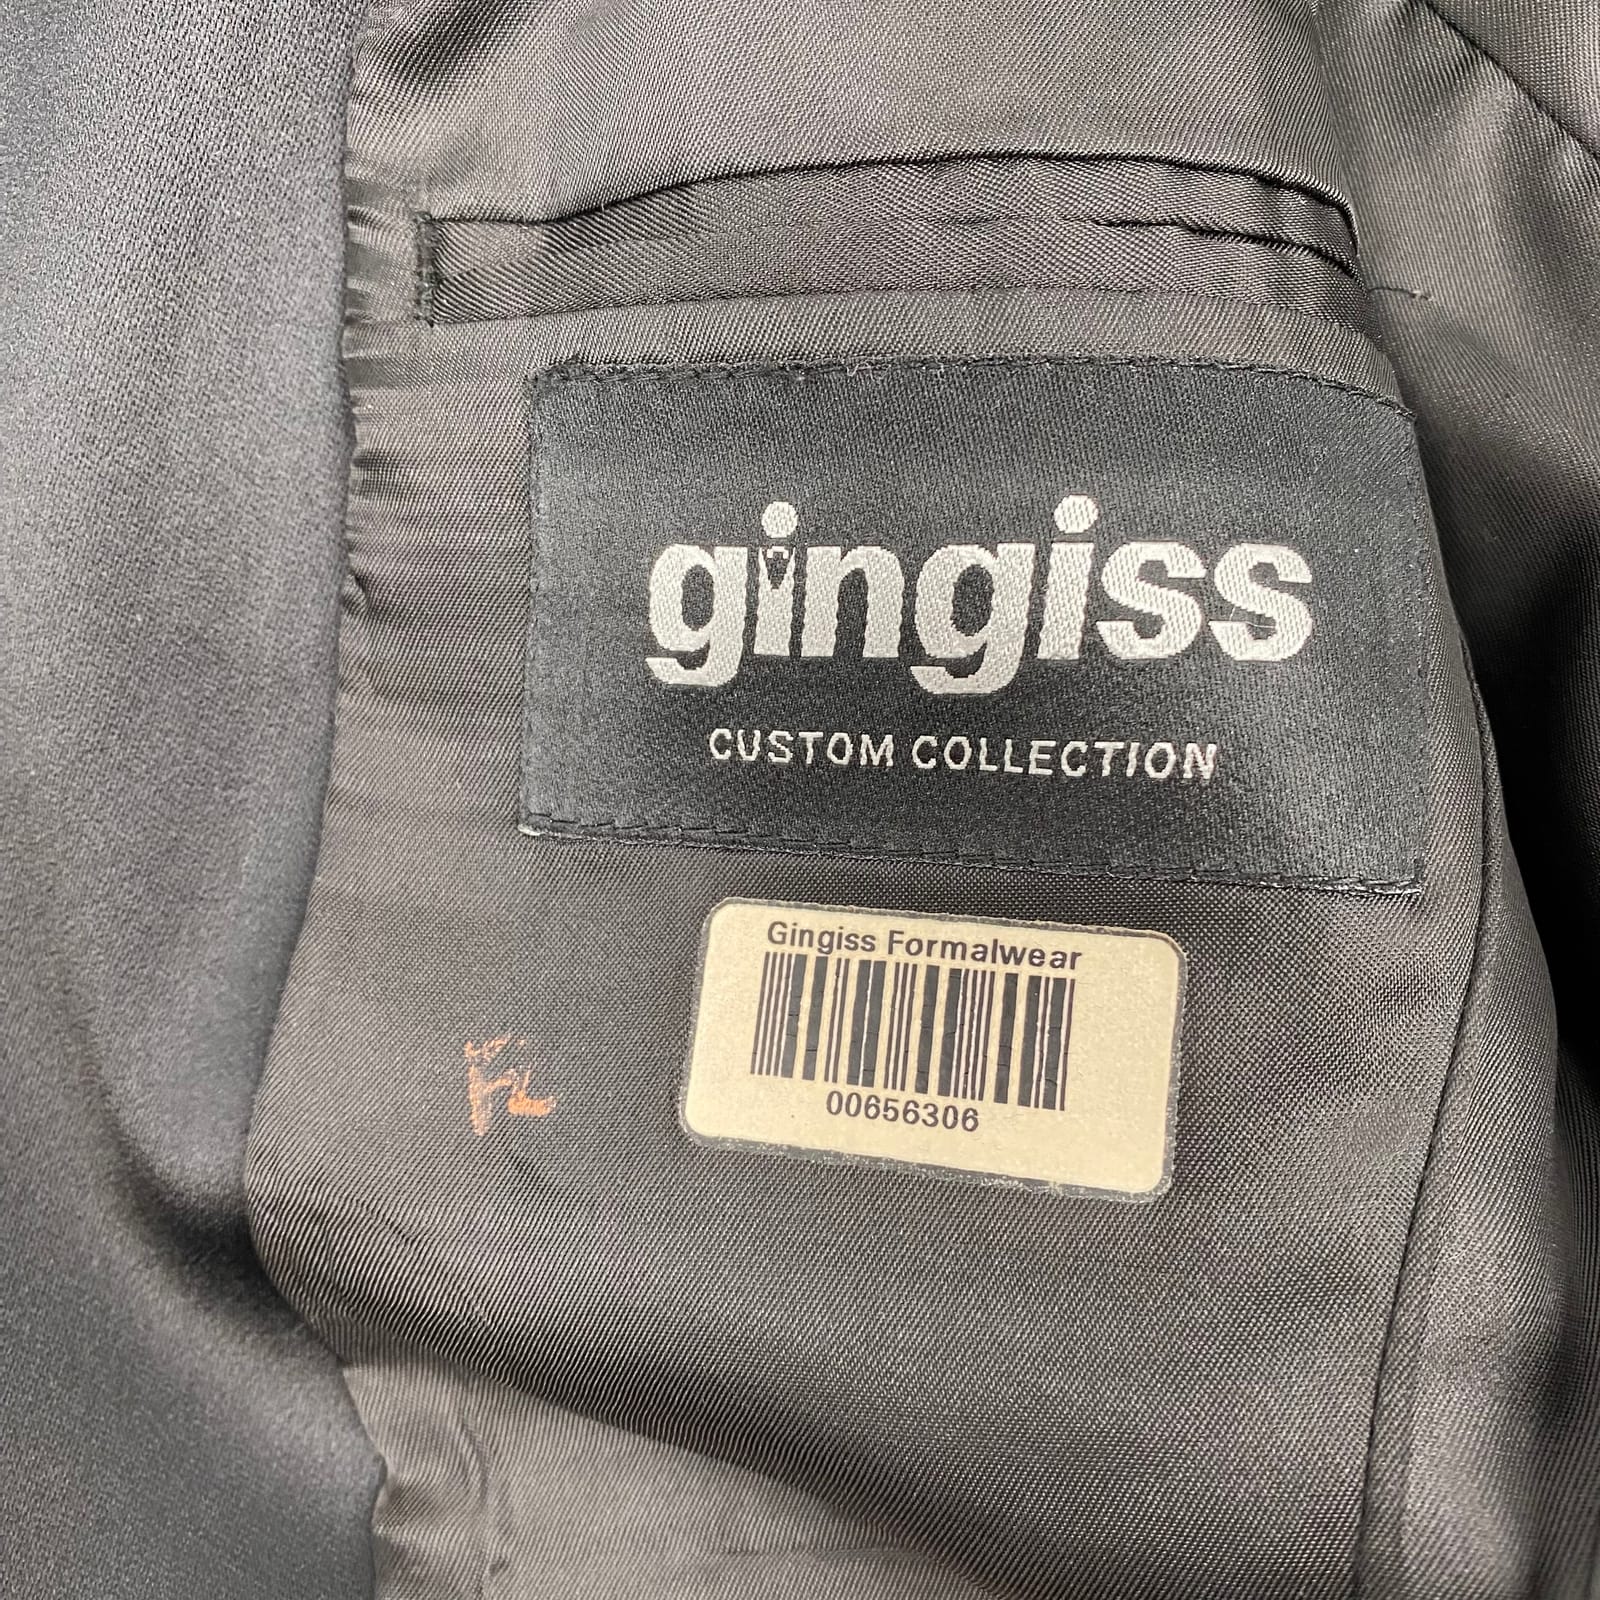 gingiss
CUSTOM COLLECTION
Gingiss Formalwear
00656306